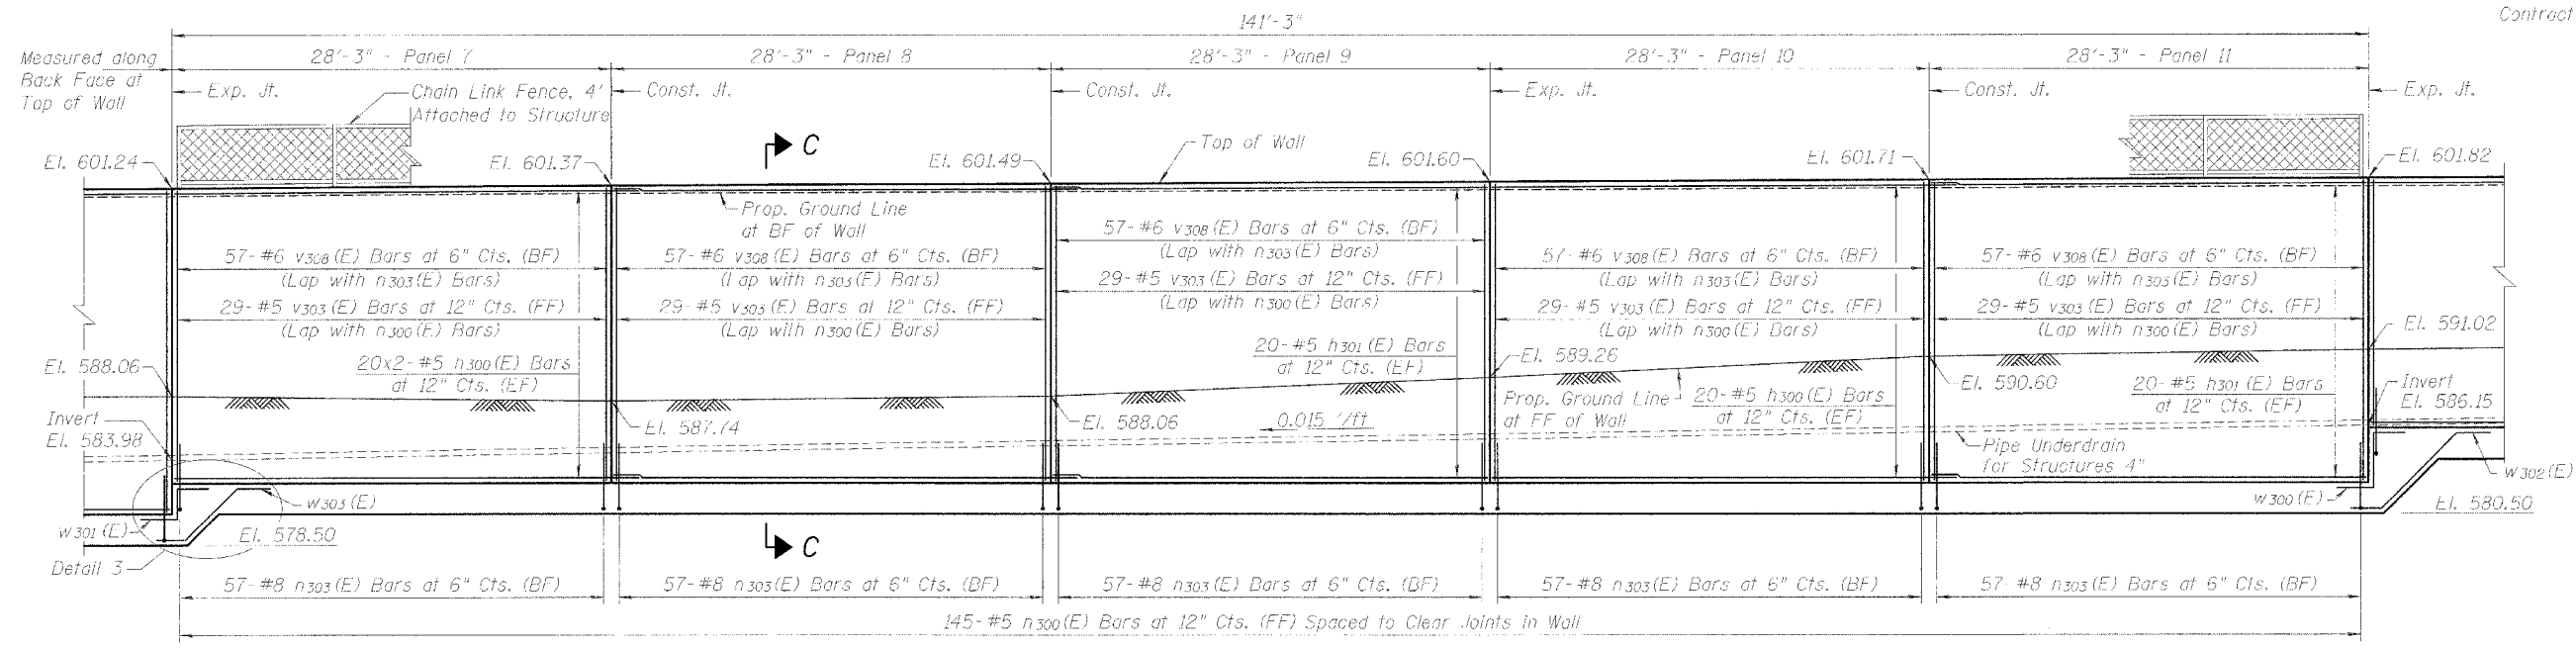 Contract
141'-3"
Measured along
Back Face at
Top of Wall
28'-3" - Panel 7
28'-3" - Panel 8
28'-3" - Panel 9
28'-3" - Panel 10
28'-3" - Panel 11
Exp. Jt.
Chain Link Fence, 4'
Attached to Structure
Const. Jt.
Const. Jt.
Exp. Jt.
Const. Jt.
Exp. Jt.
C
Top of Wall
El. 601.24
El. 601.37
El. 601.49
El. 601.60
El. 601.71
El. 601.82
Prop. Ground Line
at BF of Wall
57-#6 v308(E) Bars at 6" Cts. (BF)
(Lap with n303(E) Bars)
29-#5 v303(E) Bars at 12" Cts. (FF)
(Lap with n300(E) Bars)
57-#6 v308(E) Bars at 6" Cts. (BF)
(Lap with n303(E) Bars)
29-#5 v303(E) Bars at 12" Cts. (FF)
(Lap with n300(E) Bars)
57-#6 v308(E) Bars at 6" Cts. (BF)
(Lap with n303(E) Bars)
29-#5 v303(E) Bars at 12" Cts. (FF)
(Lap with n300(E) Bars)
57-#6 v308(E) Bars at 6" Cts. (BF)
(Lap with n303(E) Bars)
29-#5 v303(E) Bars at 12" Cts. (FF)
(Lap with n300(E) Bars)
57-#6 v308(E) Bars at 6" Cts. (BF)
(Lap with n303(E) Bars)
29-#5 v303(E) Bars at 12" Cts. (FF)
(Lap with n300(E) Bars)
El. 588.06
20x2-#5 h300(E) Bars
at 12" Cts. (EF)
20-#5 h301(E) Bars
at 12" Cts. (EF)
El. 589.26
El. 591.02
Invert
El. 583.98
El. 587.74
El. 588.06
0.015 '/ft
Prop. Ground Line
at FF of Wall
20-#5 h300(E) Bars
at 12" Cts. (EF)
El. 590.60
20-#5 h301(E) Bars
at 12" Cts. (EF)
Invert
El. 586.15
Pipe Underdrain
for Structures 4"
w301(E)
w303(E)
w300(E)
w302(E)
El. 578.50
El. 580.50
C
Detail 3
57-#8 n303(E) Bars at 6" Cts. (BF)
57-#8 n303(E) Bars at 6" Cts. (BF)
57-#8 n303(E) Bars at 6" Cts. (BF)
57-#8 n303(E) Bars at 6" Cts. (BF)
57-#8 n303(E) Bars at 6" Cts. (BF)
145-#5 n300(E) Bars at 12" Cts. (FF) Spaced to Clear Joints in Wall